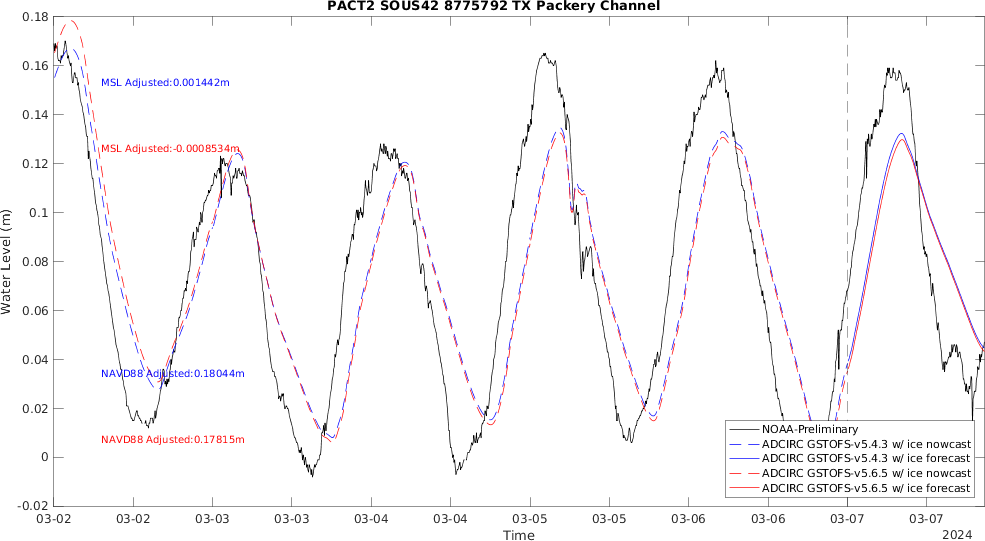 PACT2 SOUS42 8775792 TX Packery Channel
0.18
0.16
0.14
0.12
0.1
0.08
0.06
0.04
0.02
0
-0.02
Water Level (m)
MSL Adjusted:0.001442m
MSL Adjusted:-0.0008534m
NAVD88 Adjusted:0.18044m
NAVD88 Adjusted:0.17815m
NOAA-Preliminary
ADCIRC GSTOFS-v5.4.3 w/ ice nowcast
ADCIRC GSTOFS-v5.4.3 w/ ice forecast
ADCIRC GSTOFS-v5.6.5 w/ ice nowcast
ADCIRC GSTOFS-v5.6.5 w/ ice forecast
03-02 03-02 03-03 03-03 03-04 03-04 03-05 03-05 03-06 03-06 03-07 03-07
2024
Time